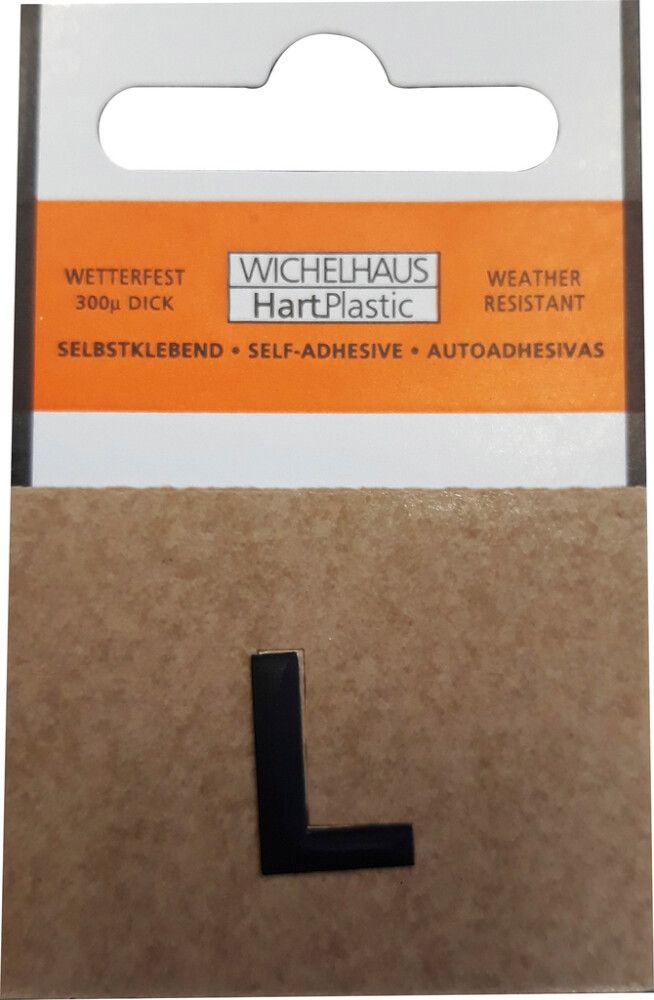 WETTERFEST
300µ DICK
WICHELHAUS
HartPlastic
WEATHER
RESISTANT
SELBSTKLEBEND • SELF-ADHESIVE • AUTOADHESIVAS
L